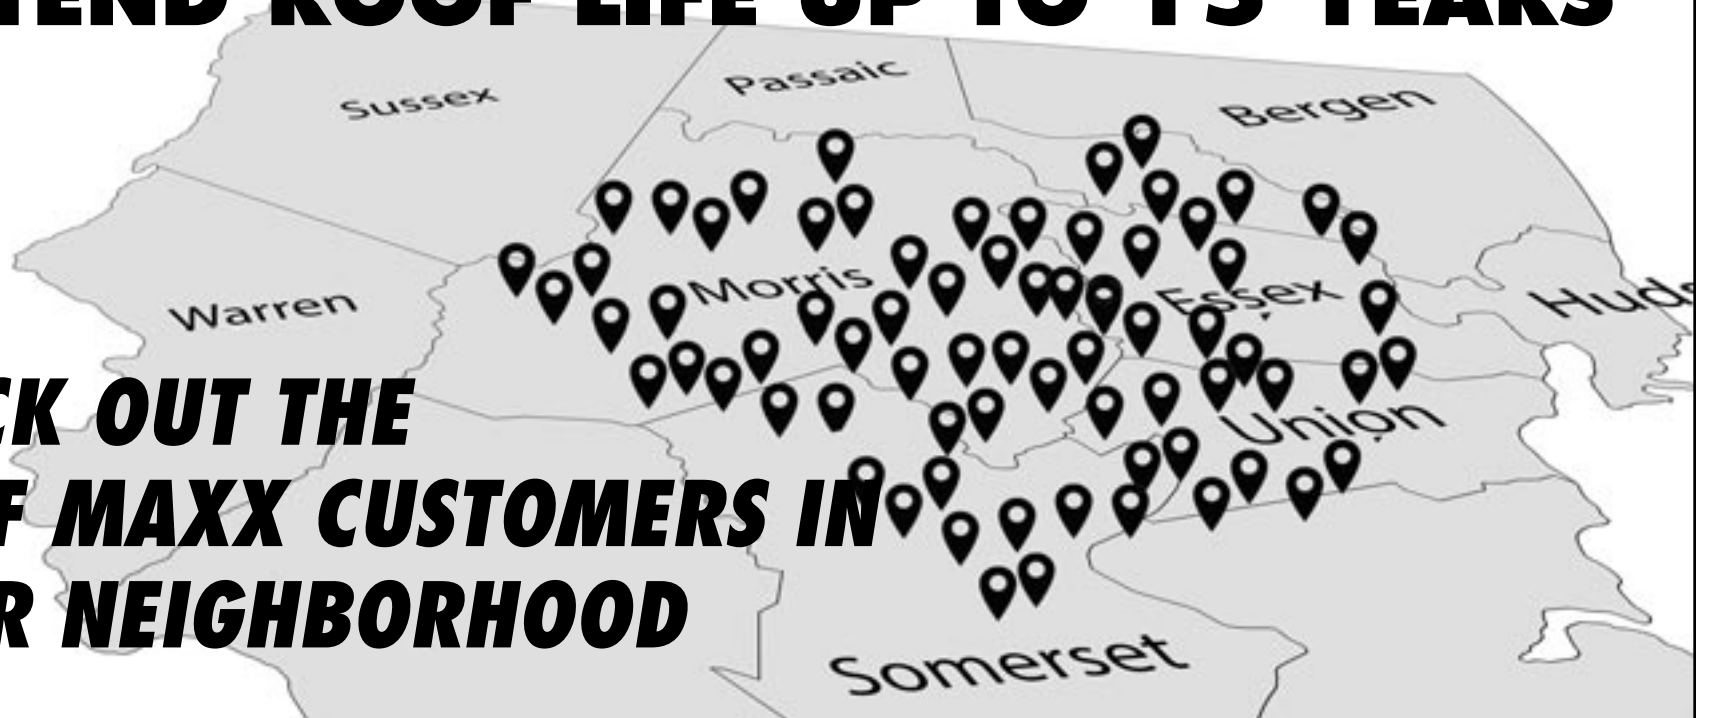 TEND ROOF LIFE UP TO 15 YEARS
Passaic
Sussex
Bergen
Morris
Essex
Warren
Huds
CK OUT THE
Union
F MAXX CUSTOMERS IN
R NEIGHBORHOOD
Somerset